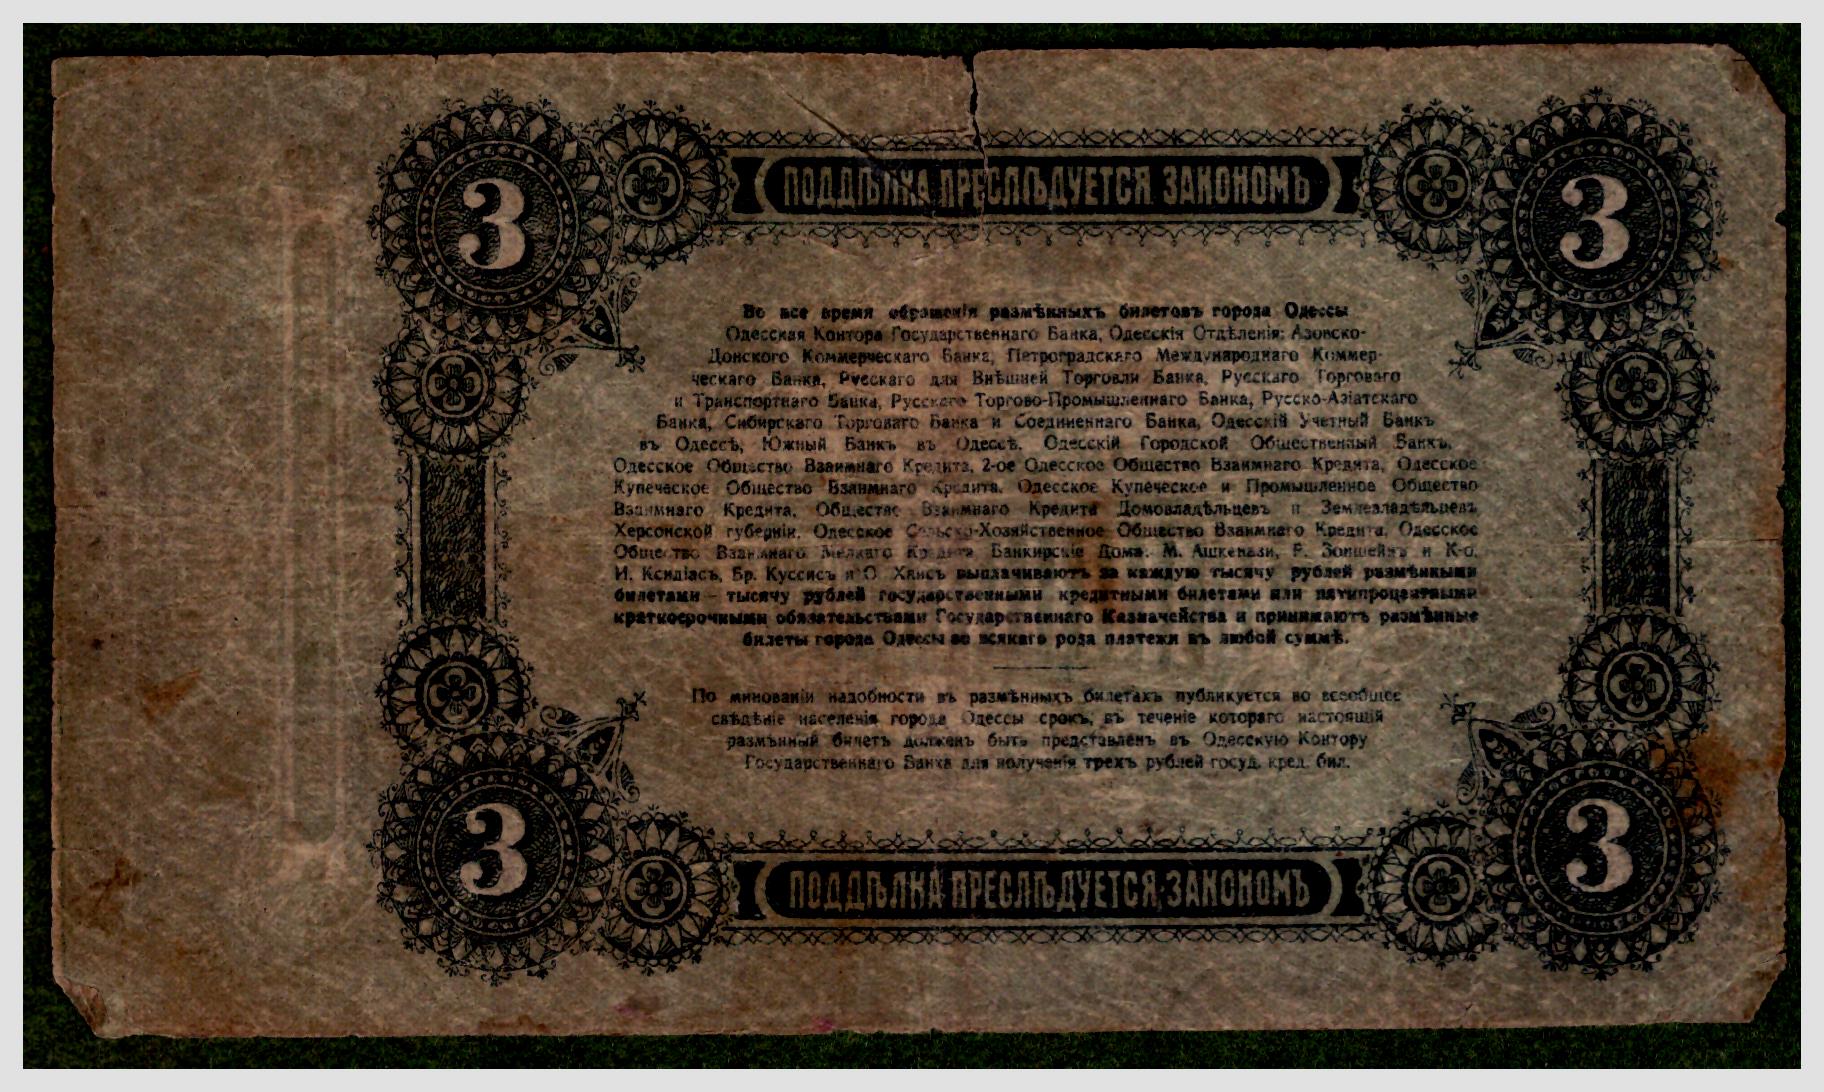 3
3
ПОДДѢЛКА ПРЕСЛѢДУЕТСЯ ЗАКОНОМЪ
Во все время обращенія размѣнныхъ билетовъ города Одессы
Одесская Контора Государственнаго Банка, Одесскія Отдѣленія: Азовско-
Донского Коммерческаго Банка, Петроградскаго Международнаго Коммер-
ческаго Банка, Русскаго для Внѣшней Торговли Банка, Русскаго Торговаго
и Транспортнаго Банка, Русскаго Торгово-Промышленнаго Банка, Русско-Азіатскаго
Банка, Сибирскаго Торговаго Банка и Соединеннаго Банка, Одесскій Учетный Банкъ
въ Одессѣ, Южный Банкъ въ Одессѣ, Одесскій Городской Общественный Банкъ,
Одесское Общество Взаимнаго Кредита, 2-ое Одесское Общество Взаимнаго Кредита, Одесское
Купеческое Общество Взаимнаго Кредита, Одесское Купеческое и Промышленное Общество
Взаимнаго Кредита, Общество Взаимнаго Кредита Домовладѣльцевъ и Землевладѣльцевъ
Херсонской губерніи, Одесское Сельско-Хозяйственное Общество Взаимнаго Кредита, Одесское
Общество Взаимнаго Мелкаго Кредита, Банкирскіе Дома: М. Ашкенази, и К-о,
И. Ксидіасъ, Бр. Куссисъ и О. Хаисъ выплачиваютъ за каждую тысячу рублей размѣнными
билетами — тысячу рублей государственными кредитными билетами или пятипроцентными
краткосрочными обязательствами Государственнаго Казначейства и принимаютъ размѣнные
билеты города Одессы во всякаго рода платежи въ любой суммѣ.
По минованіи надобности въ размѣнныхъ билетахъ публикуется во всеобщее
свѣдѣніе населенія города Одессы срокъ, въ теченіе котораго настоящій
размѣнный билетъ долженъ быть представленъ въ Одесскую Контору
Государственнаго Банка для полученія трехъ рублей госуд. кред. бил.
3
3
ПОДДѢЛКА ПРЕСЛѢДУЕТСЯ ЗАКОНОМЪ